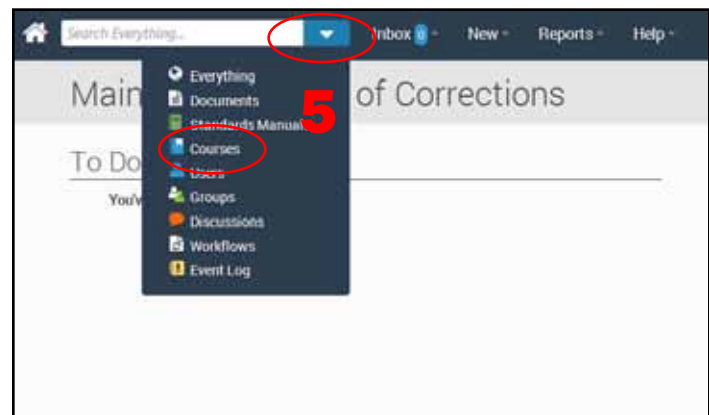 Search Everything... Inbox 0 New Reports Help
Everything
Main of Corrections
Documents
5
Standards Manual
Courses
To Do
Users
You'v
Groups
Discussions
Workflows
Event Log